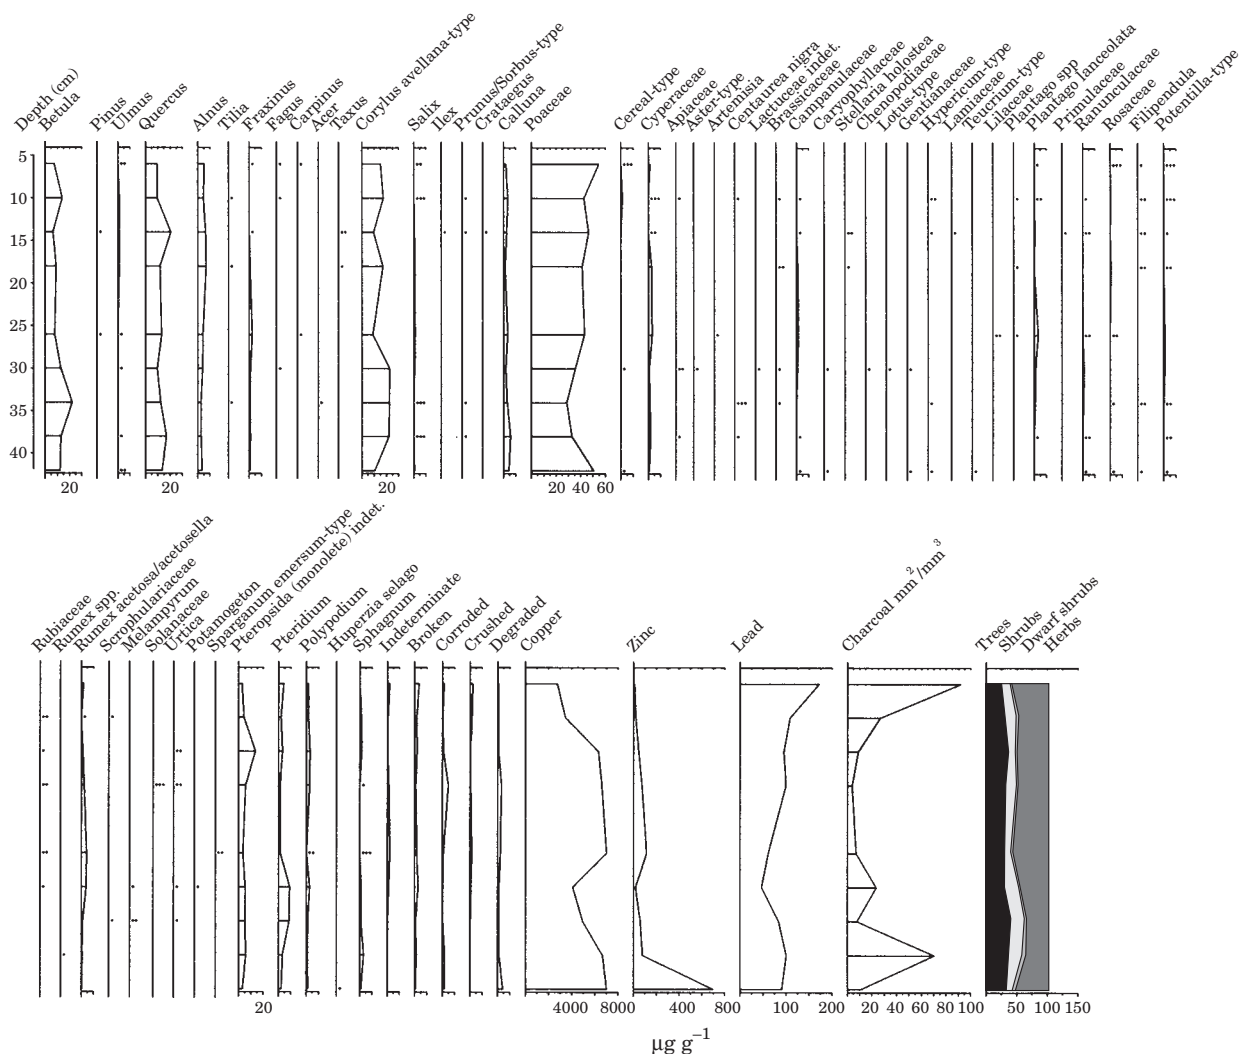 Depth (cm)
Betula
Pinus
Ulmus
Quercus
Alnus
Tilia
Fraxinus
Fagus
Carpinus
Acer
Taxus
Corylus avellana-type
Salix
Ilex
Prunus/Sorbus-type
Crataegus
Calluna
Poaceae
Cereal-type
Cyperaceae
Apiaceae
Aster-type
Artemisia
Centaurea nigra
Lactuceae indet.
Brassicaceae
Campanulaceae
Caryophyllaceae
Stellaria holostea
Chenopodiaceae
Lotus-type
Gentianaceae
Hypericum-type
Lamiaceae
Teucrium-type
Lilaceae
Plantago spp
Plantago lanceolata
Primulaceae
Ranunculaceae
Rosaceae
Filipendula
Potentilla-type
5
10
15
20
25
30
35
40
20 20 20 20 40 60
Rubiaceae
Rumex spp.
Rumex acetosa/acetosella
Scrophulariaceae
Melampyrum
Solanaceae
Urtica
Potamogeton
Sparganum emersum-type
Pteropsida (monolete) indet.
Pteridium
Polypodium
Huperzia selago
Sphagnum
Indeterminate
Broken
Corroded
Crushed
Degraded
Copper
Zinc
Lead
Charcoal mm²/mm³
Trees
Shrubs
Dwarf shrubs
Herbs
20 4000 8000 400 800 100 200 20 40 60 80 100 50 100 150
µg g⁻¹